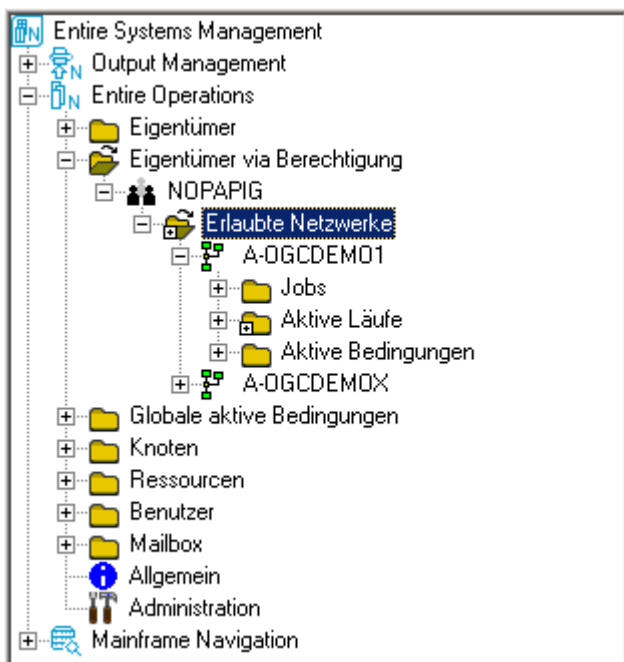 Entire Systems Management
Output Management
Entire Operations
Eigentümer
Eigentümer via Berechtigung
NOPAPIG
Erlaubte Netzwerke
A-OGCDEMO1
Jobs
Aktive Läufe
Aktive Bedingungen
A-OGCDEMOX
Globale aktive Bedingungen
Knoten
Ressourcen
Benutzer
Mailbox
Allgemein
Administration
Mainframe Navigation